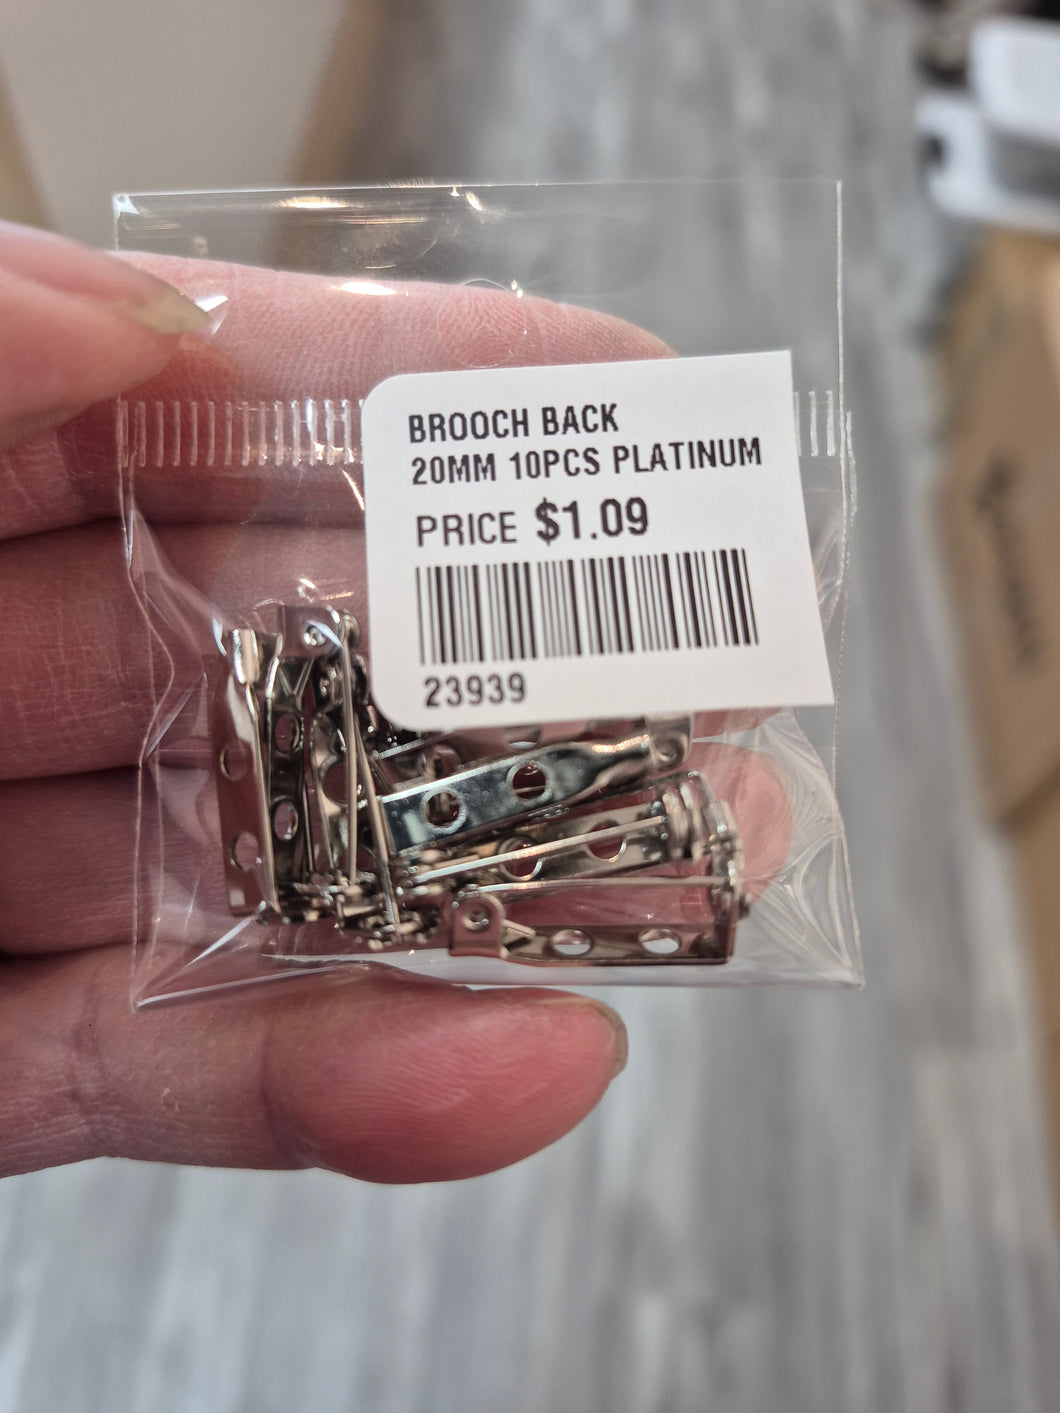 BROOCH BACK
20MM 10PCS PLATINUM
PRICE $1.09
23939